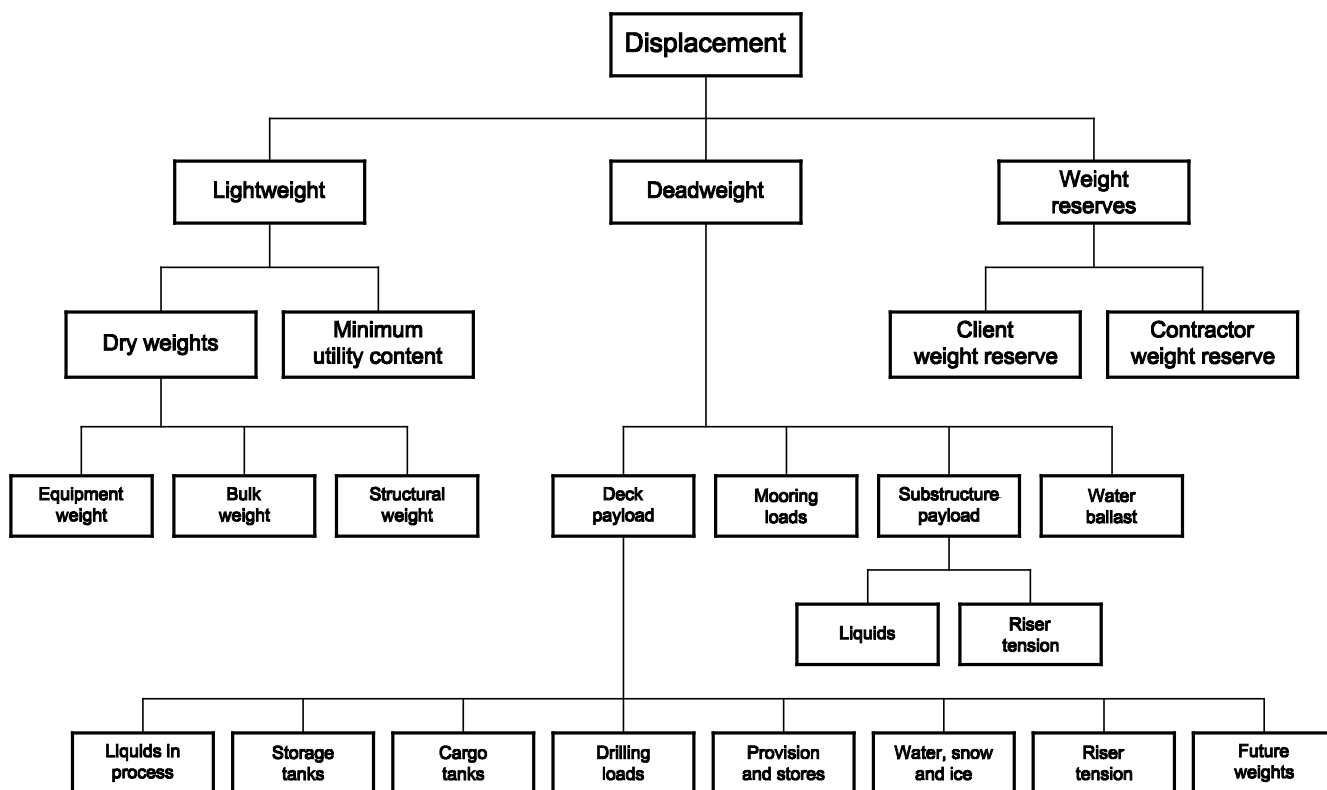 Displacement
Lightweight
Deadweight
Weight
reserves
Dry weights
Minimum
utility content
Client
weight reserve
Contractor
weight reserve
Equipment
weight
Bulk
weight
Structural
weight
Deck
payload
Mooring
loads
Substructure
payload
Water
ballast
Liquids
Riser
tension
Liquids in
process
Storage
tanks
Cargo
tanks
Drilling
loads
Provision
and stores
Water, snow
and ice
Riser
tension
Future
weights